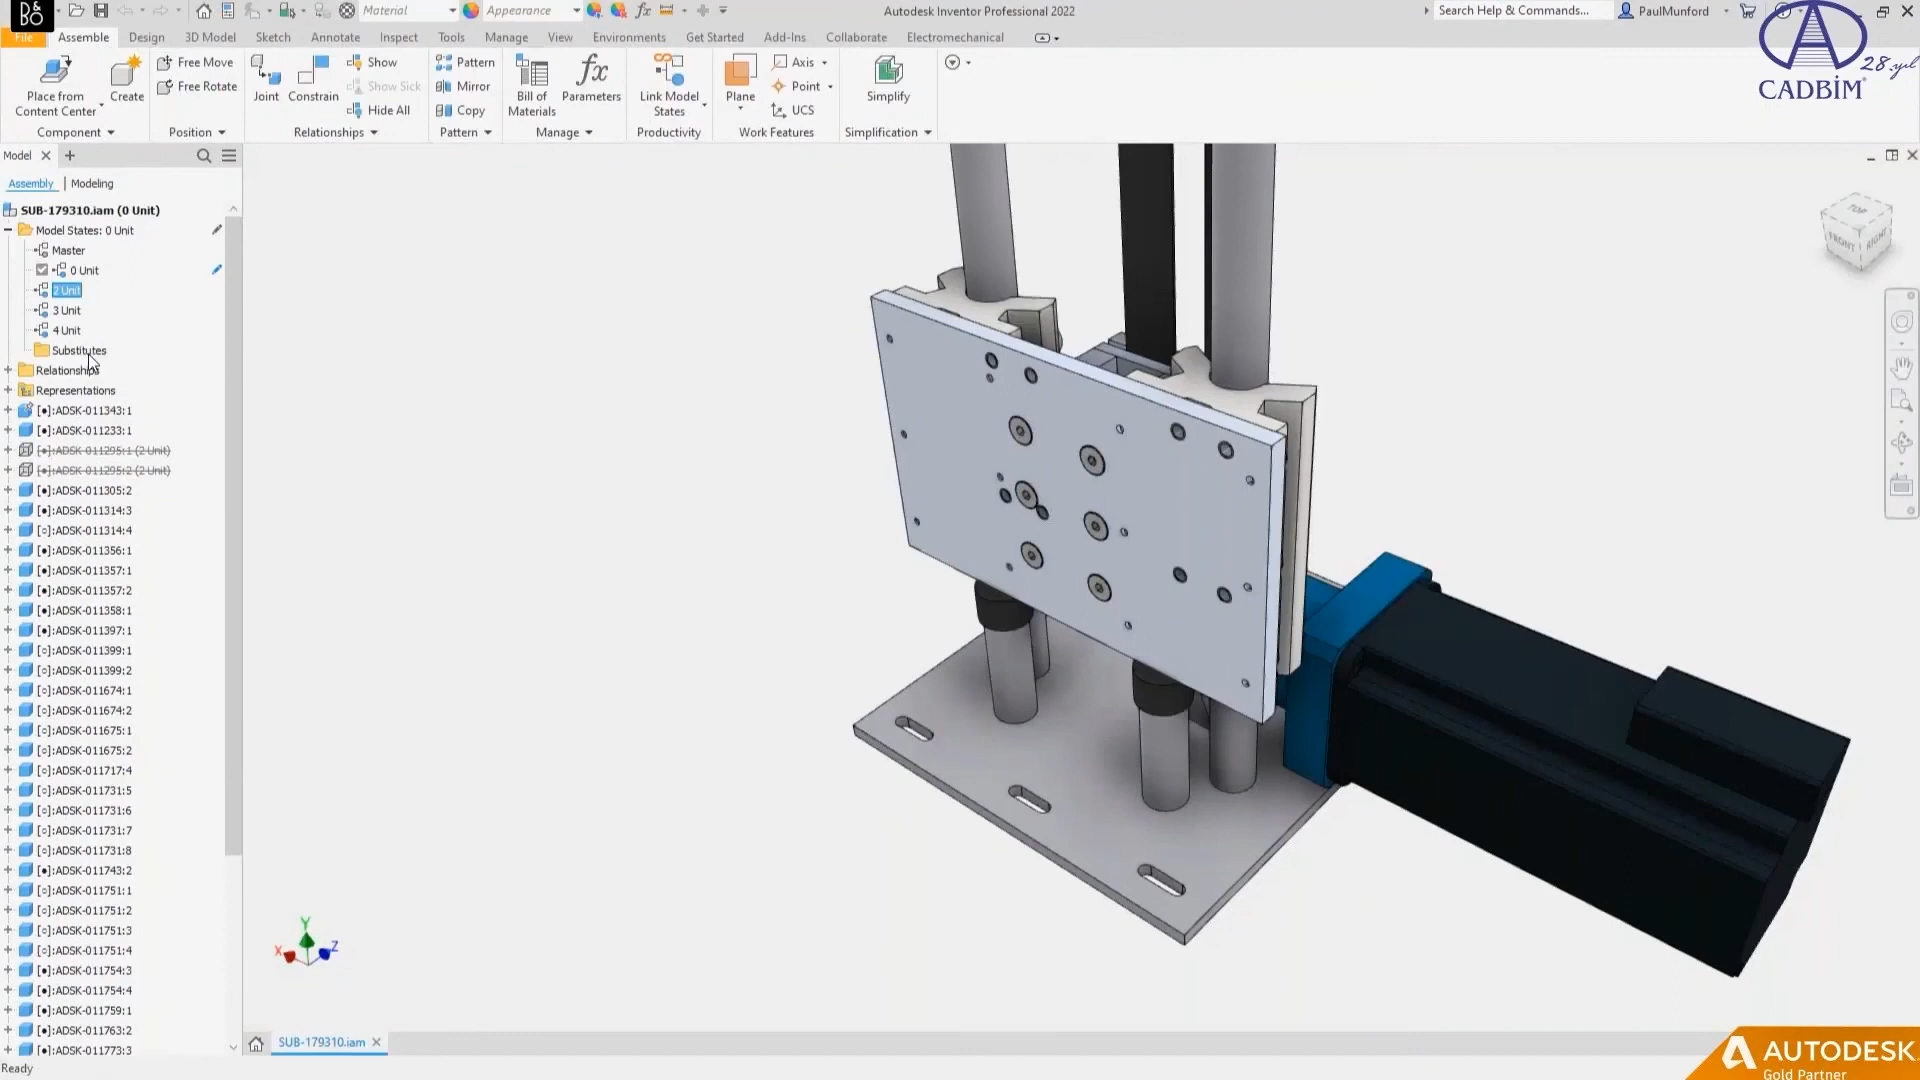 BO
BO
Material
Appearance
fx
Autodesk Inventor Professional 2022
Search Help & Commands...
PaulMunford
File
Assemble
Design
3D Model
Sketch
Annotate
Inspect
Tools
Manage
View
Environments
Get Started
Add-Ins
Collaborate
Electromechanical
Place from
Content Center
Create
Free Move
Free Rotate
Joint
Constrain
Show
Show Sick
Hide All
Pattern
Mirror
Copy
Bill of
Materials
fx
Parameters
Link Model
States
Plane
Axis
Point
UCS
Simplify
Component
Position
Relationships
Pattern
Manage
Productivity
Work Features
Simplification
CADBİM
28.yıl
Model
Assembly
Modeling
SUB-179310.iam (0 Unit)
Model States: 0 Unit
Master
0 Unit
2 Unit
3 Unit
4 Unit
Substitutes
Relationships
Representations
[●]:ADSK-011343:1
[●]:ADSK-011233:1
[●]:ADSK-011295:1 (2 Unit)
[●]:ADSK-011295:2 (2 Unit)
[●]:ADSK-011305:2
[●]:ADSK-011314:3
[○]:ADSK-011314:4
[●]:ADSK-011356:1
[●]:ADSK-011357:1
[●]:ADSK-011357:2
[●]:ADSK-011358:1
[●]:ADSK-011397:1
[○]:ADSK-011399:1
[○]:ADSK-011399:2
[○]:ADSK-011674:1
[○]:ADSK-011674:2
[○]:ADSK-011675:1
[○]:ADSK-011675:2
[○]:ADSK-011717:4
[○]:ADSK-011731:5
[○]:ADSK-011731:6
[○]:ADSK-011731:7
[○]:ADSK-011731:8
[●]:ADSK-011743:2
[○]:ADSK-011751:1
[○]:ADSK-011751:2
[○]:ADSK-011751:3
[○]:ADSK-011751:4
[●]:ADSK-011754:3
[●]:ADSK-011754:4
[○]:ADSK-011759:1
[○]:ADSK-011763:2
[●]:ADSK-011773:3
TOP
FRONT
RIGHT
Y
X
Z
SUB-179310.iam
Ready
AUTODESK
Gold Partner